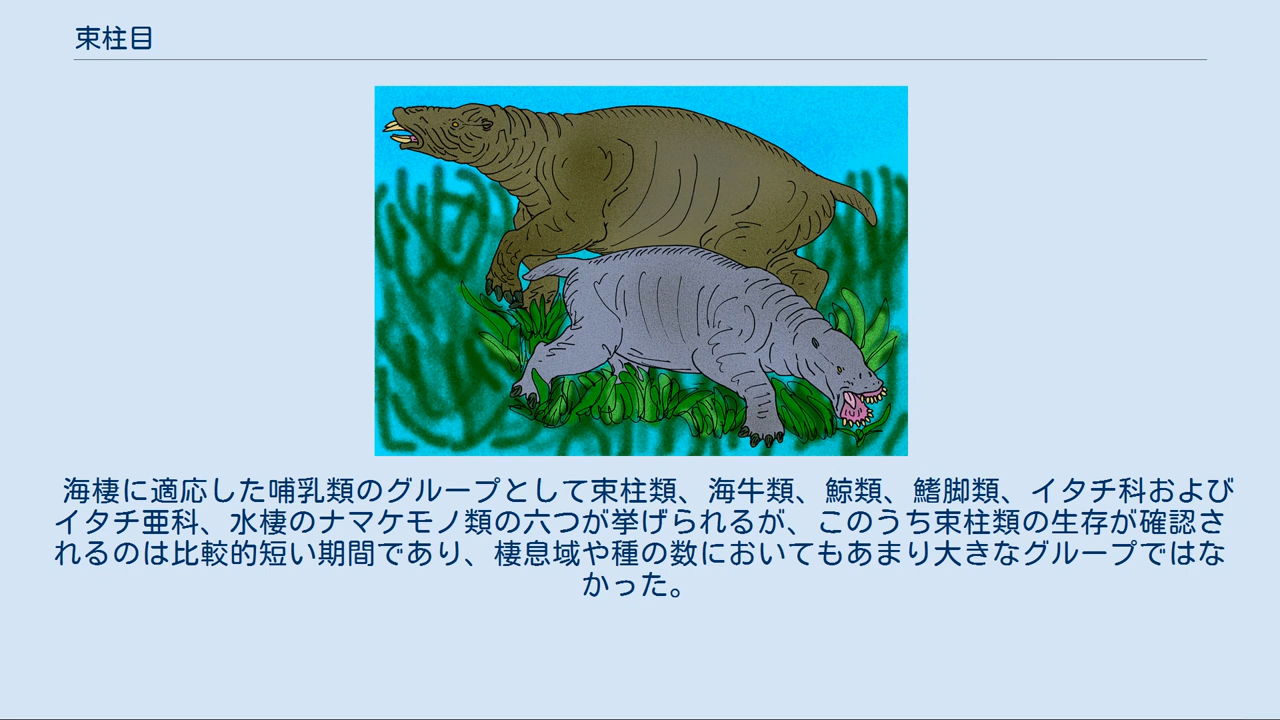 束柱目
海棲に適応した哺乳類のグループとして束柱類、海牛類、鯨類、鰭脚類、イタチ科および
イタチ亜科、水棲のナマケモノ類の六つが挙げられるが、このうち束柱類の生存が確認さ
れるのは比較的短い期間であり、棲息域や種の数においてもあまり大きなグループではな
かった。